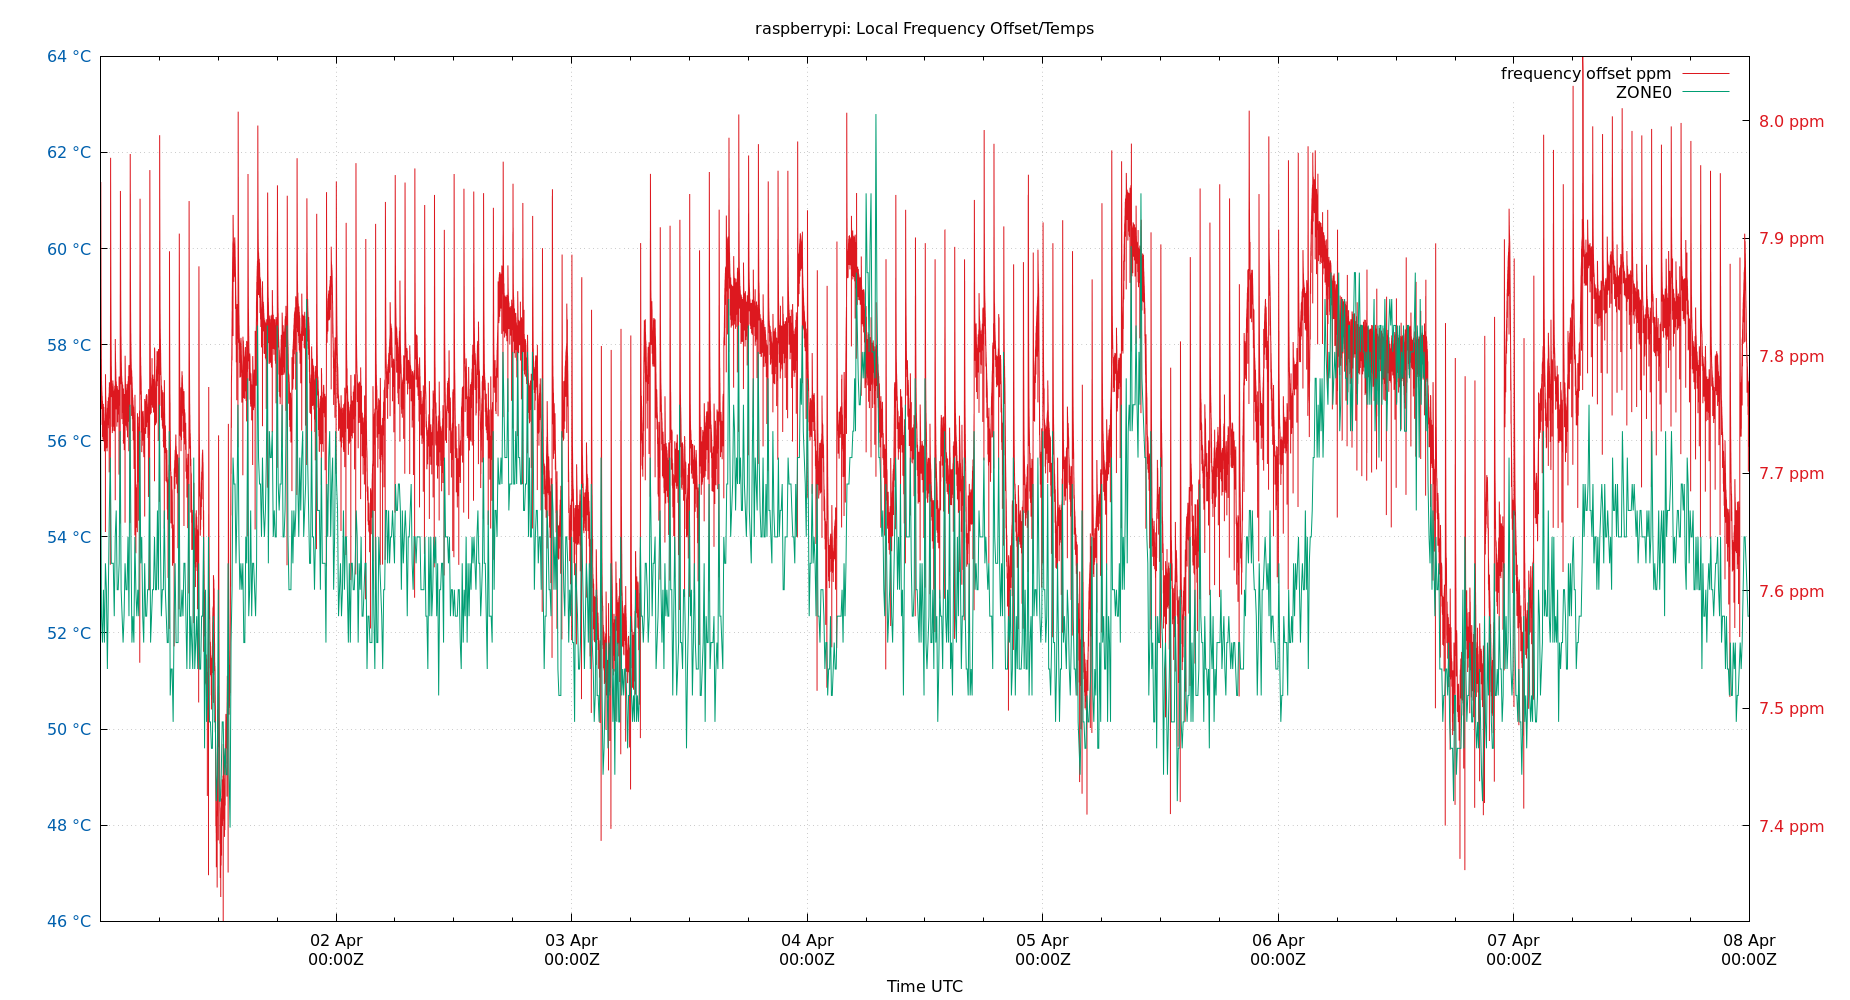 raspberrypi: Local Frequency Offset/Temps
64 °C
62 °C
60 °C
58 °C
56 °C
54 °C
52 °C
50 °C
48 °C
46 °C
frequency offset ppm
ZONE0
8.0 ppm
7.9 ppm
7.8 ppm
7.7 ppm
7.6 ppm
7.5 ppm
7.4 ppm
02 Apr
00:00Z
03 Apr
00:00Z
04 Apr
00:00Z
05 Apr
00:00Z
06 Apr
00:00Z
07 Apr
00:00Z
08 Apr
00:00Z
Time UTC